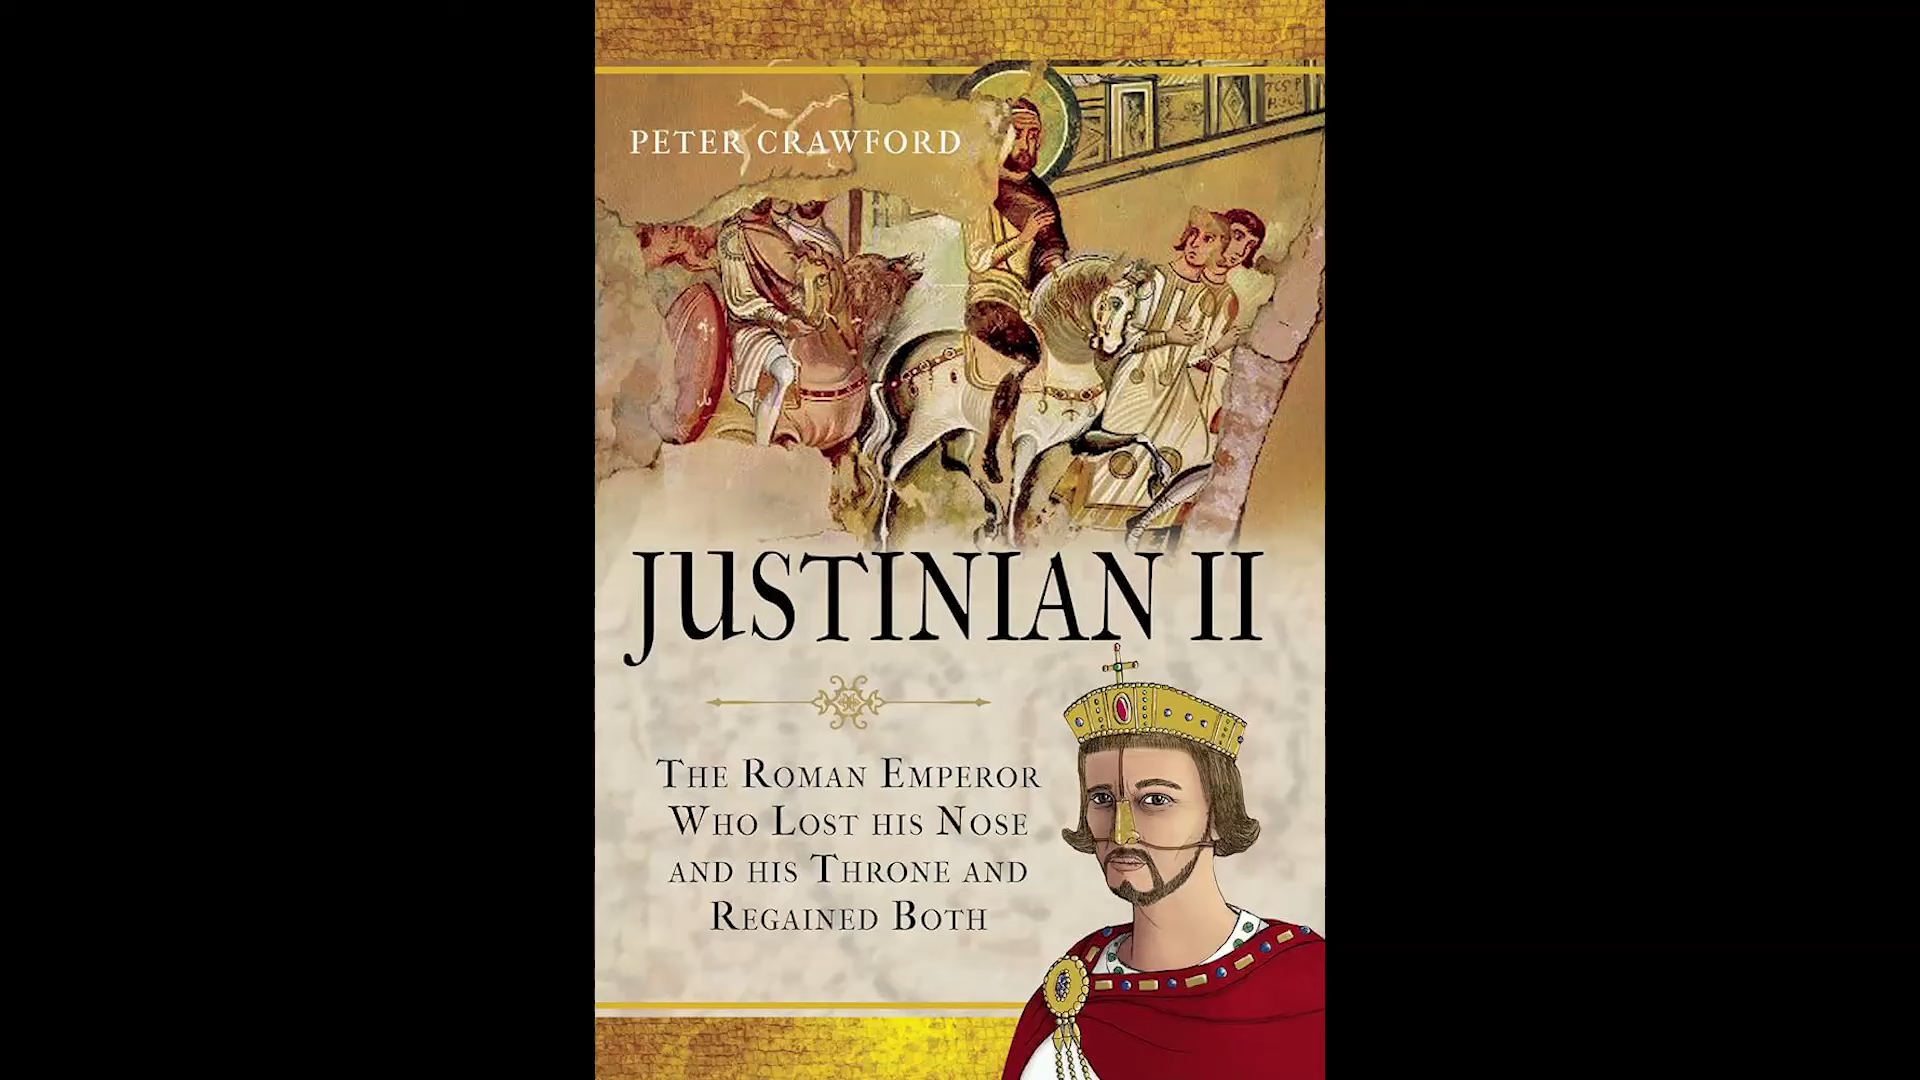 PETER CRAWFORD
JUSTINIAN II
THE ROMAN EMPEROR
WHO LOST HIS NOSE
AND HIS THRONE AND
REGAINED BOTH